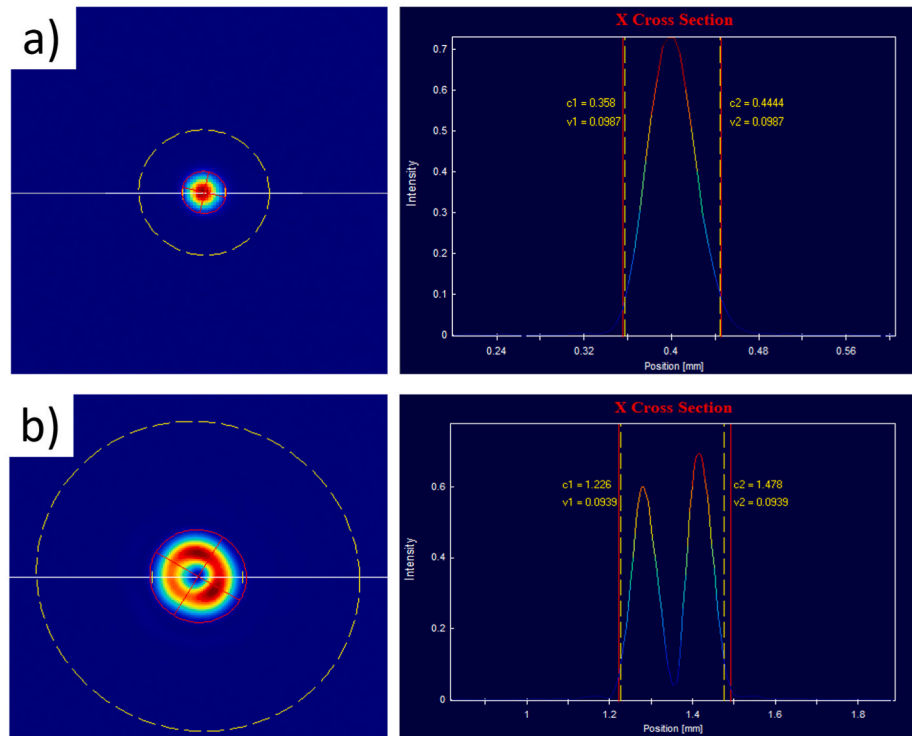 a)
X Cross Section
0.7
0.6
0.5
0.4
0.3
0.2
0.1
0
Intensity
c1 = 0.358
v1 = 0.0987
c2 = 0.4444
v2 = 0.0987
0.24 0.32 0.4 0.48 0.56
Position [mm]
b)
X Cross Section
0.6
0.4
0.2
0
Intensity
c1 = 1.226
v1 = 0.0939
c2 = 1.478
v2 = 0.0939
1 1.2 1.4 1.6 1.8
Position [mm]